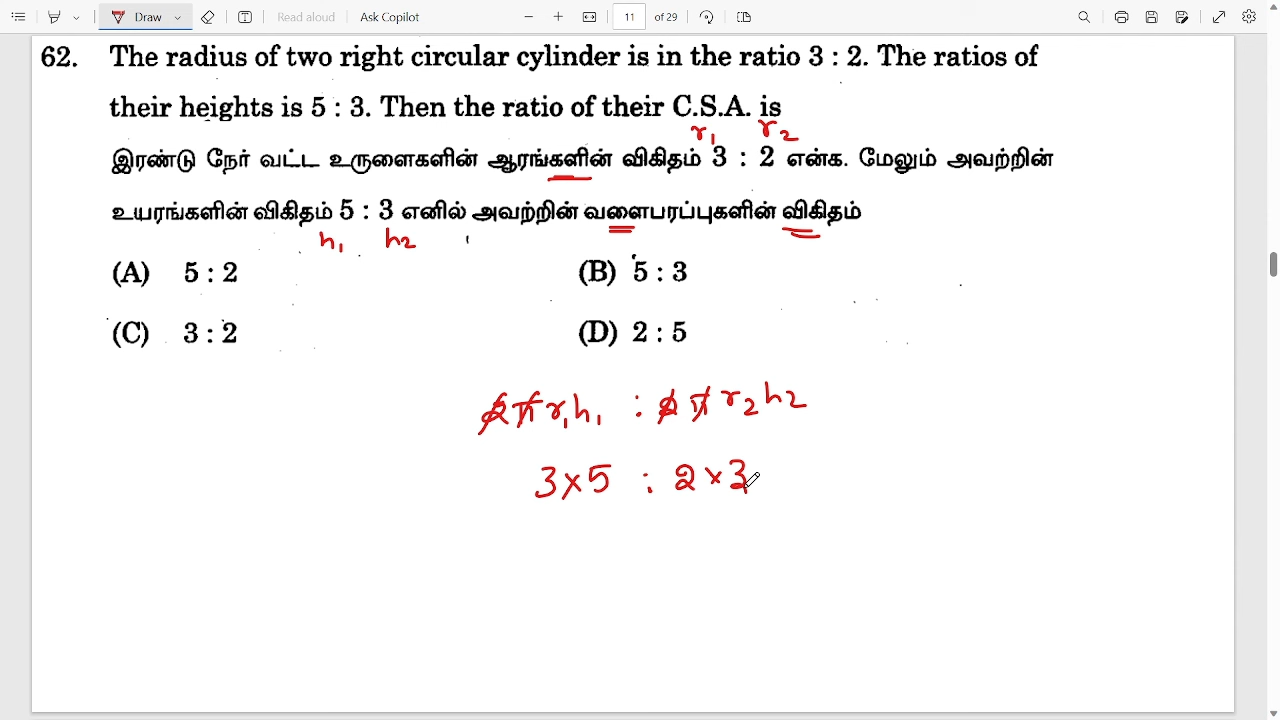 Draw Read aloud Ask Copilot 11 of 29
62. The radius of two right circular cylinder is in the ratio 3 : 2. The ratios of
their heights is 5 : 3. Then the ratio of their C.S.A. is
r₁ r₂
இரண்டு நேர் வட்ட உருளைகளின் ஆரங்களின் விகிதம் 3 : 2 என்க. மேலும் அவற்றின்
உயரங்களின் விகிதம் 5 : 3 எனில் அவற்றின் வளைபரப்புகளின் விகிதம்
h₁ h₂
(A) 5 : 2 (B) 5 : 3
(C) 3 : 2 (D) 2 : 5
2πr₁h₁ : 2πr₂h₂
3×5 : 2×3